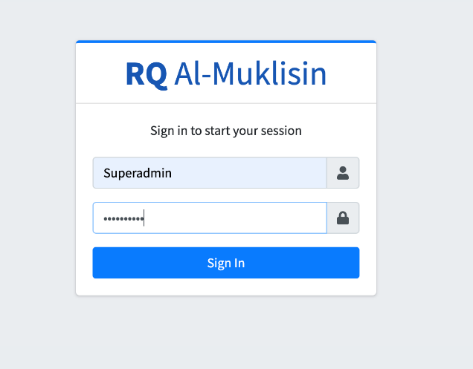 RQ Al-Muklisin
Sign in to start your session
Superadmin
••••••••••
Sign In